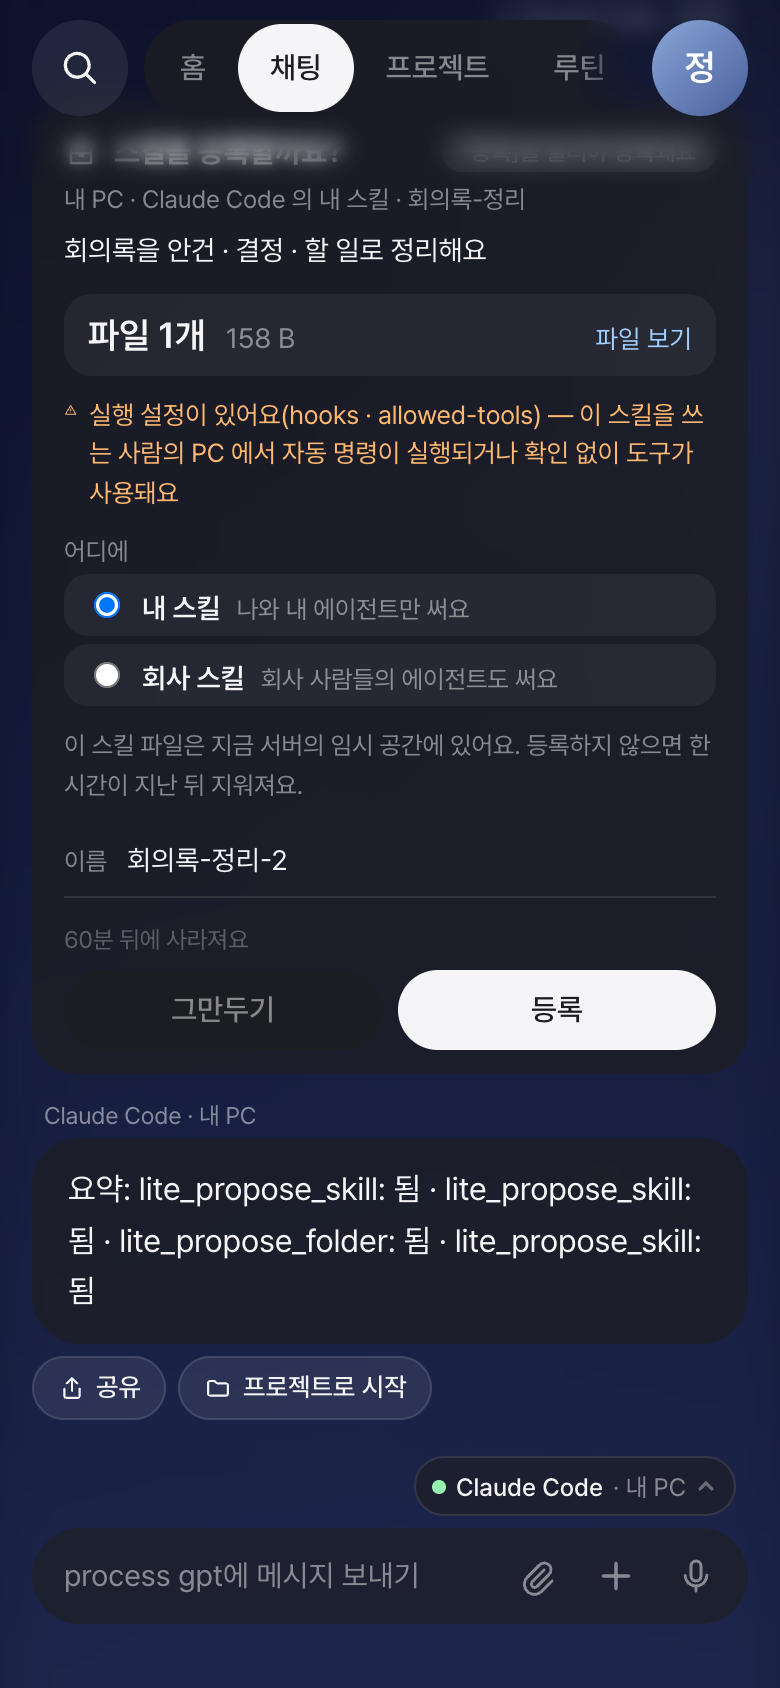 홈
채팅
프로젝트
루틴
정
스킬을 등록할까요?
내 PC · Claude Code 의 내 스킬 · 회의록-정리
회의록을 안건 · 결정 · 할 일로 정리해요
파일 1개 158 B
파일 보기
실행 설정이 있어요(hooks · allowed-tools) — 이 스킬을 쓰
는 사람의 PC 에서 자동 명령이 실행되거나 확인 없이 도구가
사용돼요
어디에
내 스킬 나와 내 에이전트만 써요
회사 스킬 회사 사람들의 에이전트도 써요
이 스킬 파일은 지금 서버의 임시 공간에 있어요. 등록하지 않으면 한
시간이 지난 뒤 지워져요.
이름 회의록-정리-2
60분 뒤에 사라져요
그만두기
등록
Claude Code · 내 PC
요약: lite_propose_skill: 됨 · lite_propose_skill:
됨 · lite_propose_folder: 됨 · lite_propose_skill:
됨
공유
프로젝트로 시작
Claude Code · 내 PC
process gpt에 메시지 보내기